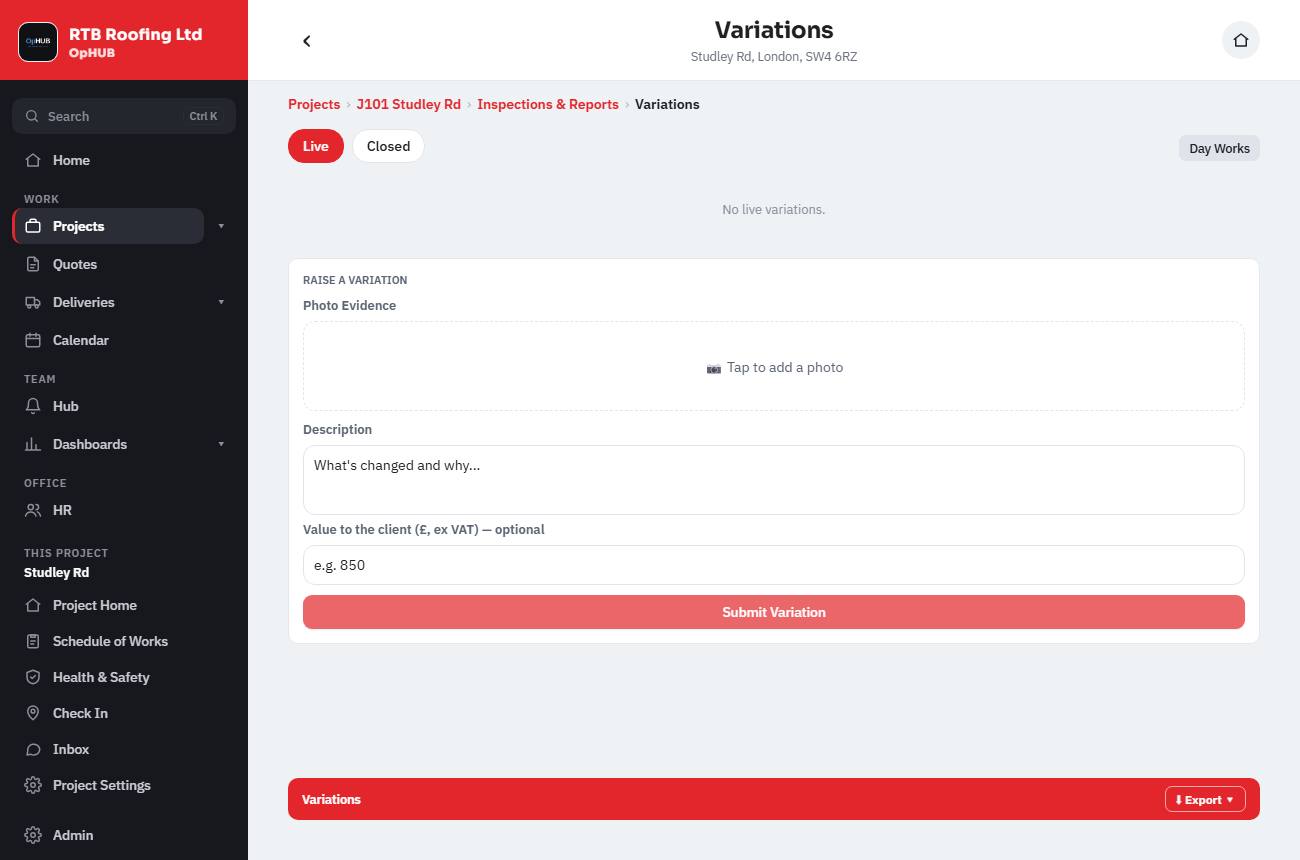 OpHUB
RTB Roofing Ltd
OpHUB
Search
Ctrl K
Home
WORK
Projects
Quotes
Deliveries
Calendar
TEAM
Hub
Dashboards
OFFICE
HR
THIS PROJECT
Studley Rd
Project Home
Schedule of Works
Health & Safety
Check In
Inbox
Project Settings
Admin
Variations
Studley Rd, London, SW4 6RZ
Projects › J101 Studley Rd › Inspections & Reports › Variations
Live
Closed
Day Works
No live variations.
RAISE A VARIATION
Photo Evidence
Tap to add a photo
Description
What's changed and why...
Value to the client (£, ex VAT) — optional
e.g. 850
Submit Variation
Variations
Export